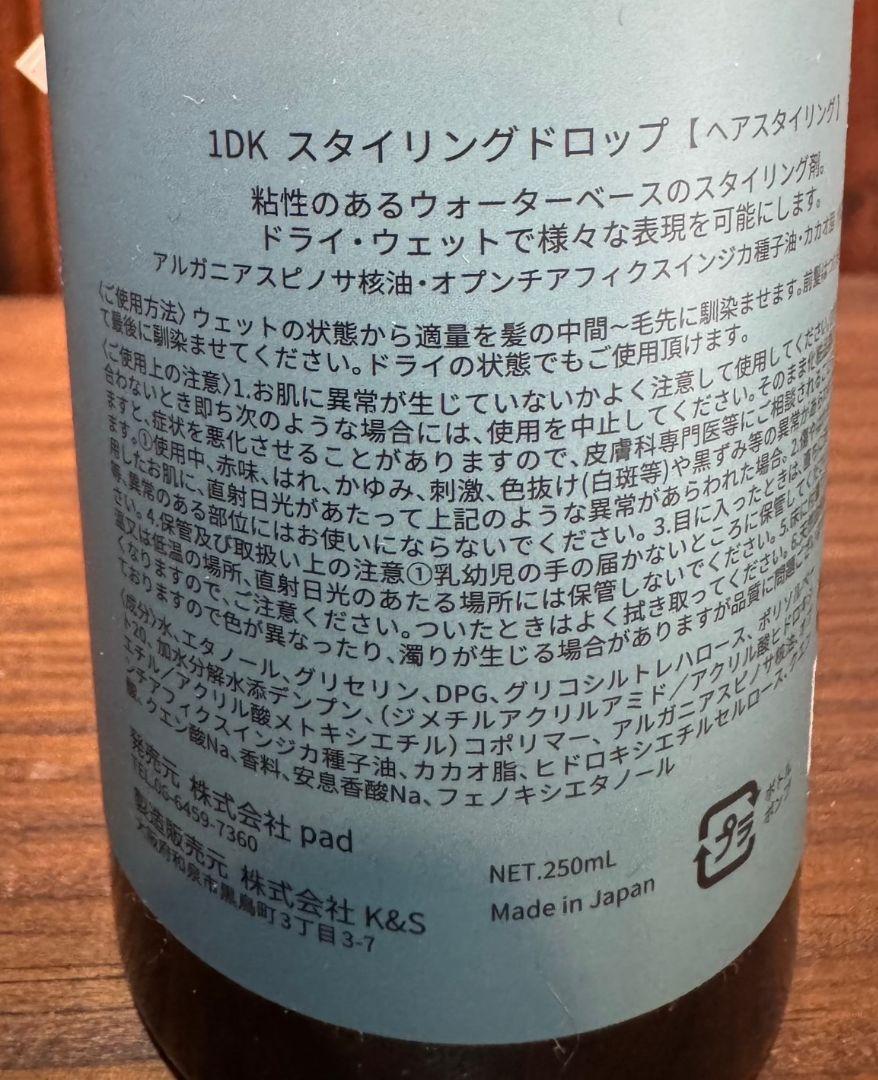 1DK スタイリングドロップ【ヘアスタイリング】
粘性のあるウォーターベースのスタイリング剤。
ドライ・ウェットで様々な表現を可能にします。
アルガニアスピノサ核油・オプンチアフィクスインジカ種子油・カカオ脂
〈ご使用方法〉ウェットの状態から適量を髪の中間～毛先に馴染ませます。前髪は
て最後に馴染ませてください。ドライの状態でもご使用頂けます。
〈ご使用上の注意〉1.お肌に異常が生じていないかよく注意して使用してください。
合わないとき即ち次のような場合には、使用を中止してください。そのまま化粧品類
ますと、症状を悪化させることがありますので、皮膚科専門医等にご相談される
ます。①使用中、赤味、はれ、かゆみ、刺激、色抜け(白斑等)や黒ずみ等の異常が
用したお肌に、直射日光があたって上記のような異常があらわれた場合。2.傷や
等、異常のある部位にはお使いにならないでください。3.目に入ったときは、直ちに
さい。4.保管及び取扱い上の注意①乳幼児の手の届かないところに保管してください
温又は低温の場所、直射日光のあたる場所には保管しないでください。5.
くなりますので、ご注意ください。ついたときはよく拭き取ってください。6.天然
ておりますので色が異なったり、濁りが生じる場合がありますが品質に問題ござい
〈成分〉水、エタノール、グリセリン、DPG、グリコシルトレハロース、ポリソルベ
ト20、加水分解水添デンプン、(ジメチルアクリルアミド/アクリル酸ヒドロキシ
エチル/アクリル酸メトキシエチル)コポリマー、アルガニアスピノサ核油、オプ
ンチアフィクスインジカ種子油、カカオ脂、ヒドロキシエチルセルロース、クエン
酸、クエン酸Na、香料、安息香酸Na、フェノキシエタノール
発売元 株式会社 pad
TEL.06-6459-7360
製造販売元 株式会社 K&S
大阪府和泉市黒鳥町3丁目3-7
NET.250mL
Made in Japan
プラ
ボトル
ポンプ